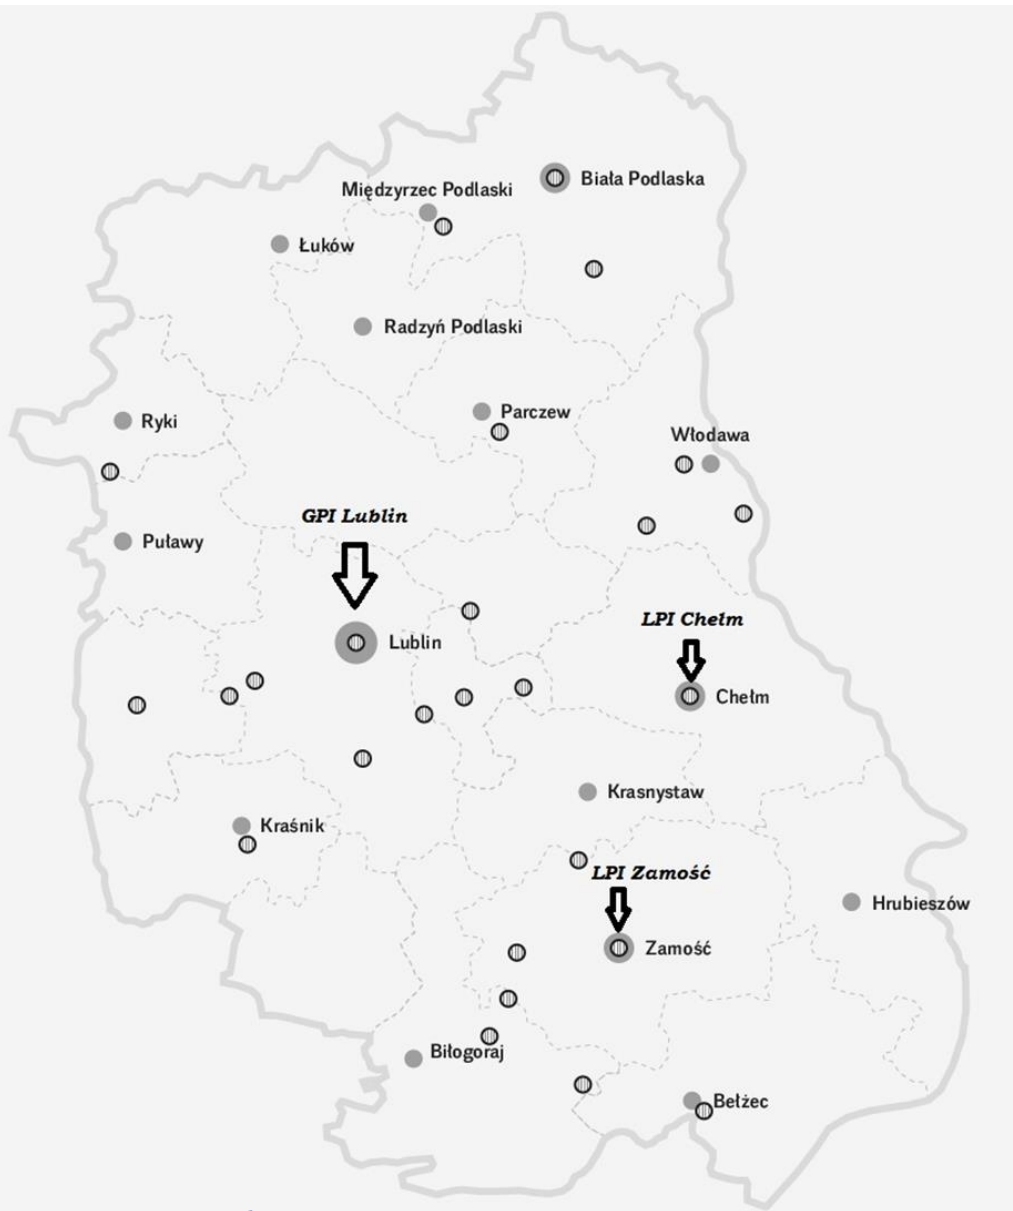 Biała Podlaska
Międzyrzec Podlaski
Łuków
Radzyń Podlaski
Parczew
Ryki
Włodawa
GPI Lublin
Puławy
LPI Chełm
Lublin
Chełm
Krasnystaw
Kraśnik
LPI Zamość
Hrubieszów
Zamość
Biłogoraj
Bełżec